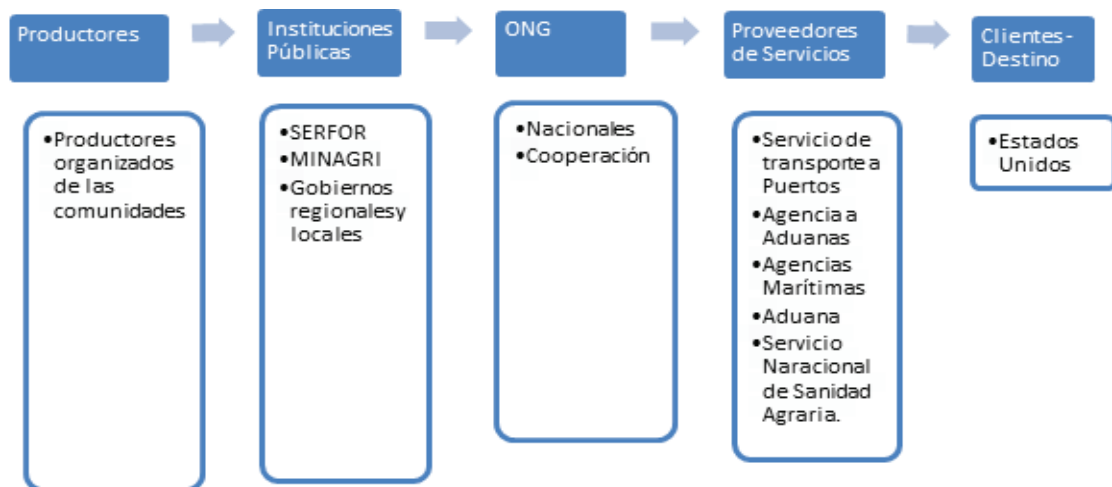 Productores
Instituciones
Públicas
ONG
Proveedores
de Servicios
Clientes-
Destino
•Productores
organizados
de las
comunidades
•SERFOR
•MINAGRI
•Gobiernos
regionalesy
locales
•Nacionales
•Cooperación
•Servicio de
transporte a
Puertos
•Agencia a
Aduanas
•Agencias
Marítimas
•Aduana
•Servicio
Naracional
de Sanidad
Agraria.
•Estados
Unidos